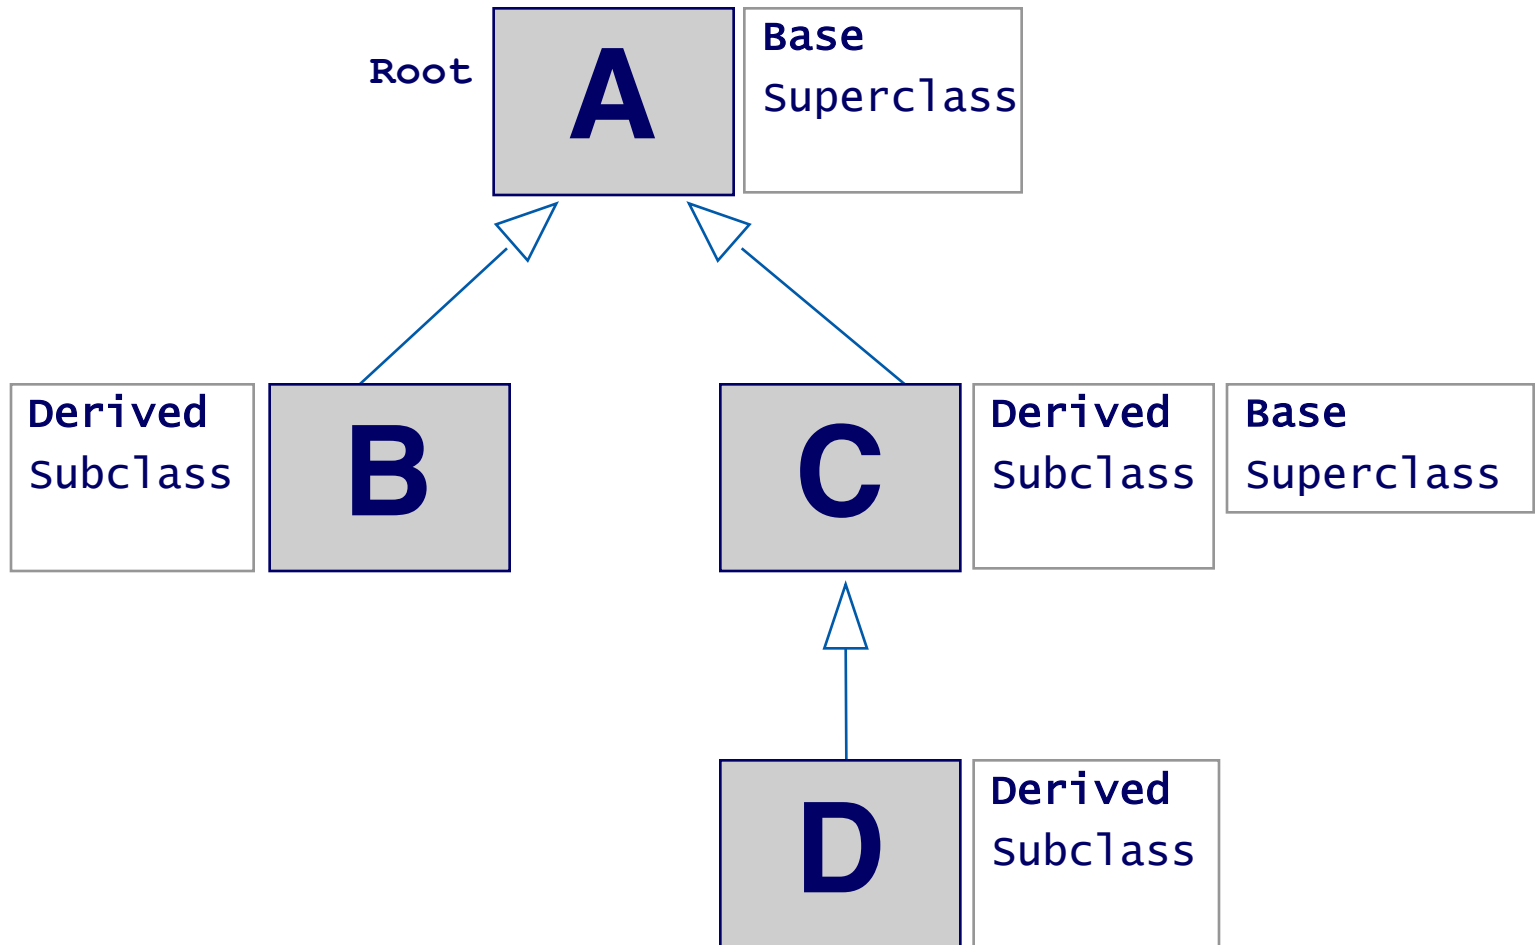 Root
A
Base
Superclass
Derived
Subclass
B
C
Derived
Subclass
Base
Superclass
D
Derived
Subclass